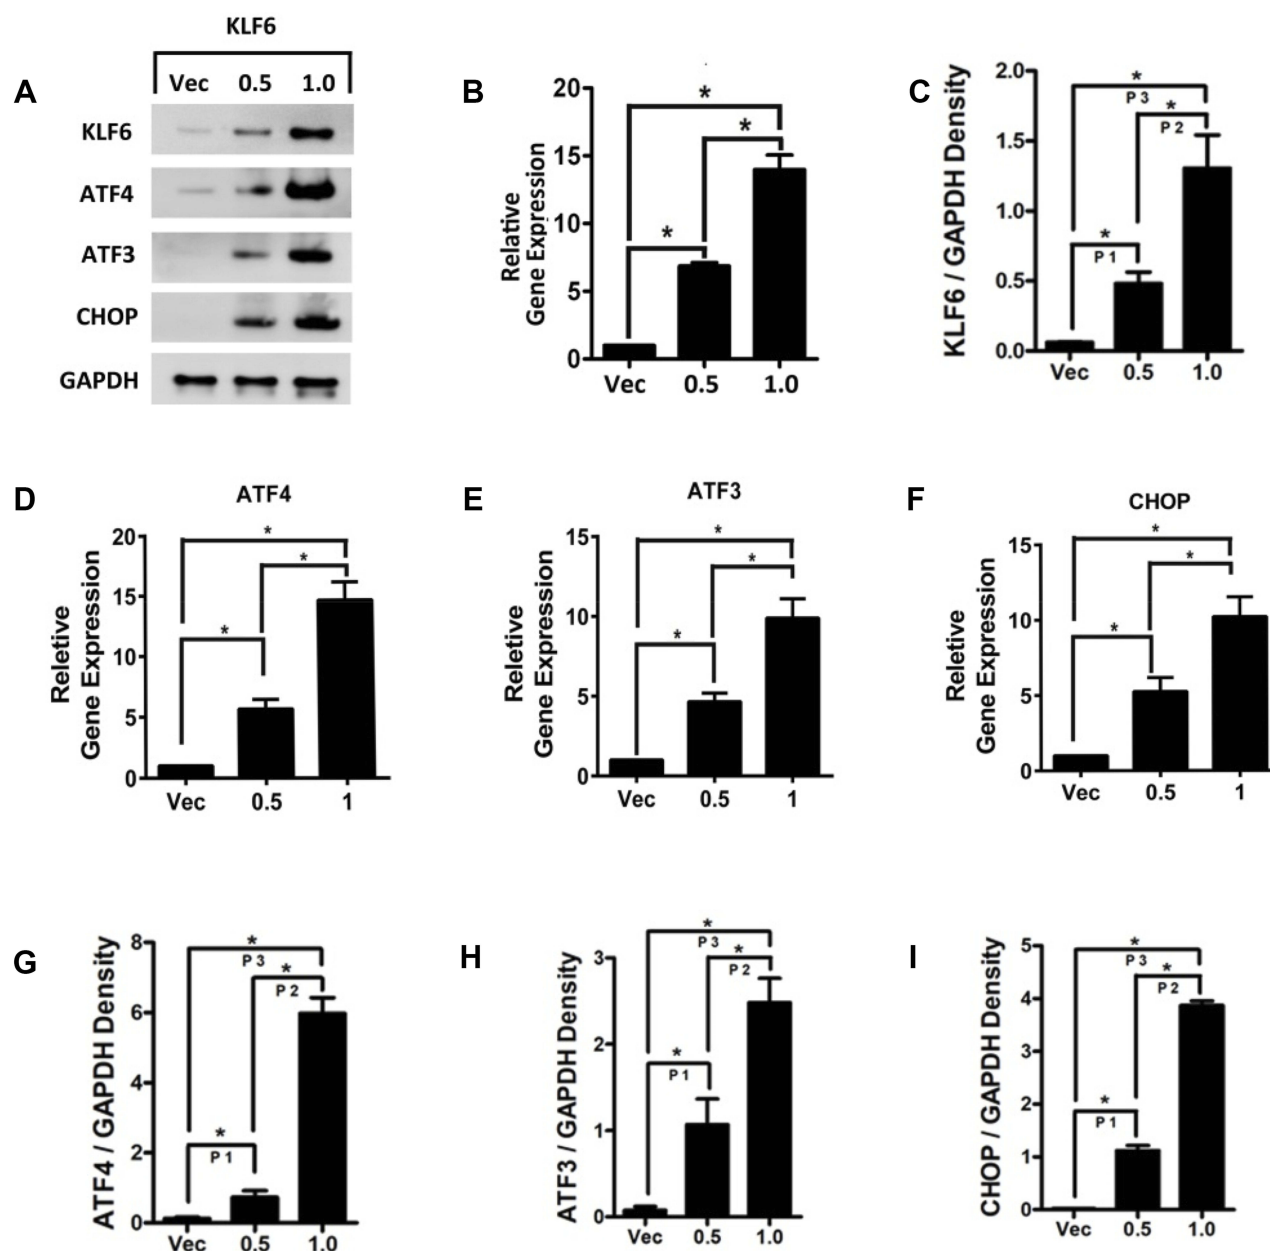 KLF6
Vec 0.5 1.0
A
KLF6
ATF4
ATF3
CHOP
GAPDH
B
Relative
Gene Expression
20
15
10
5
0
*
*
*
Vec 0.5 1.0
C
KLF6 / GAPDH Density
2.0
1.5
1.0
0.5
0.0
*
P 3
*
P 2
*
P 1
Vec 0.5 1.0
D
ATF4
Reletive
Gene Expression
20
15
10
5
0
*
*
*
Vec 0.5 1
E
ATF3
Reletive
Gene Expression
15
10
5
0
*
*
*
Vec 0.5 1
F
CHOP
Reletive
Gene Expression
15
10
5
0
*
*
*
Vec 0.5 1
G
ATF4 / GAPDH Density
8
6
4
2
0
*
P 3
*
P 2
*
P 1
Vec 0.5 1.0
H
ATF3 / GAPDH Density
3
2
1
0
*
P 3
*
P 2
*
P 1
Vec 0.5 1.0
I
CHOP / GAPDH Density
5
4
3
2
1
0
*
P 3
*
P 2
*
P 1
Vec 0.5 1.0